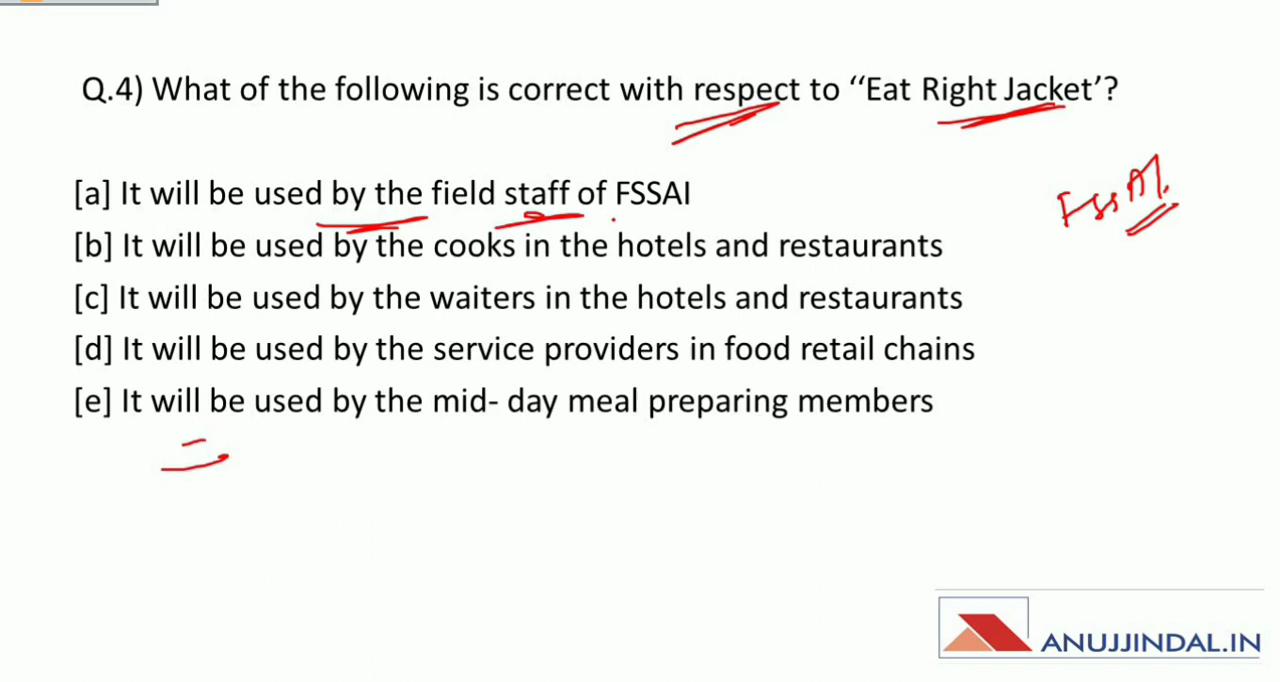 Q.4) What of the following is correct with respect to “Eat Right Jacket’?
[a] It will be used by the field staff of FSSAI
FSSAI.
[b] It will be used by the cooks in the hotels and restaurants
[c] It will be used by the waiters in the hotels and restaurants
[d] It will be used by the service providers in food retail chains
[e] It will be used by the mid- day meal preparing members
ANUJJINDAL.IN